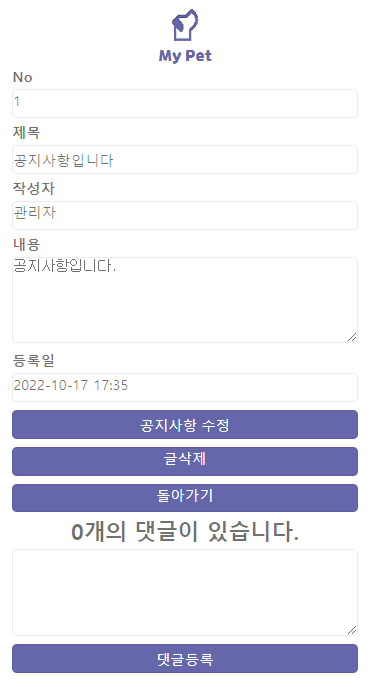 My Pet
No
1
제목
공지사항입니다
작성자
관리자
내용
공지사항입니다.
등록일
2022-10-17 17:35
공지사항 수정
글삭제
돌아가기
0개의 댓글이 있습니다.
댓글등록